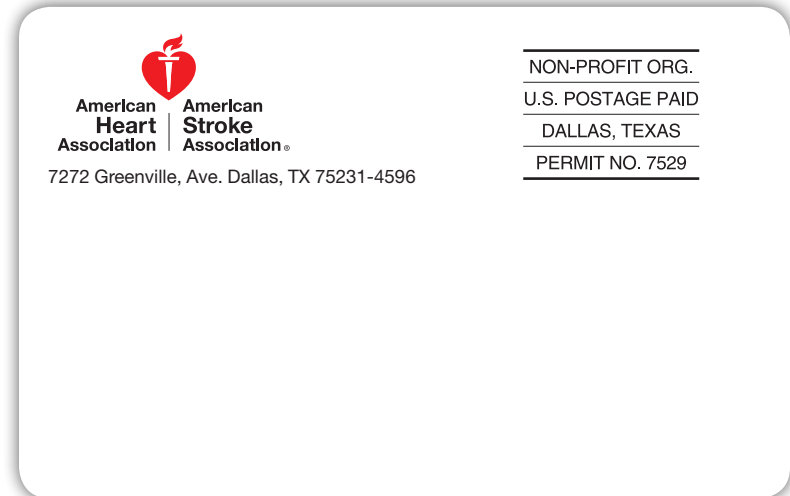 American American
Heart Stroke
Association Association®
7272 Greenville, Ave. Dallas, TX 75231-4596
NON-PROFIT ORG.
U.S. POSTAGE PAID
DALLAS, TEXAS
PERMIT NO. 7529